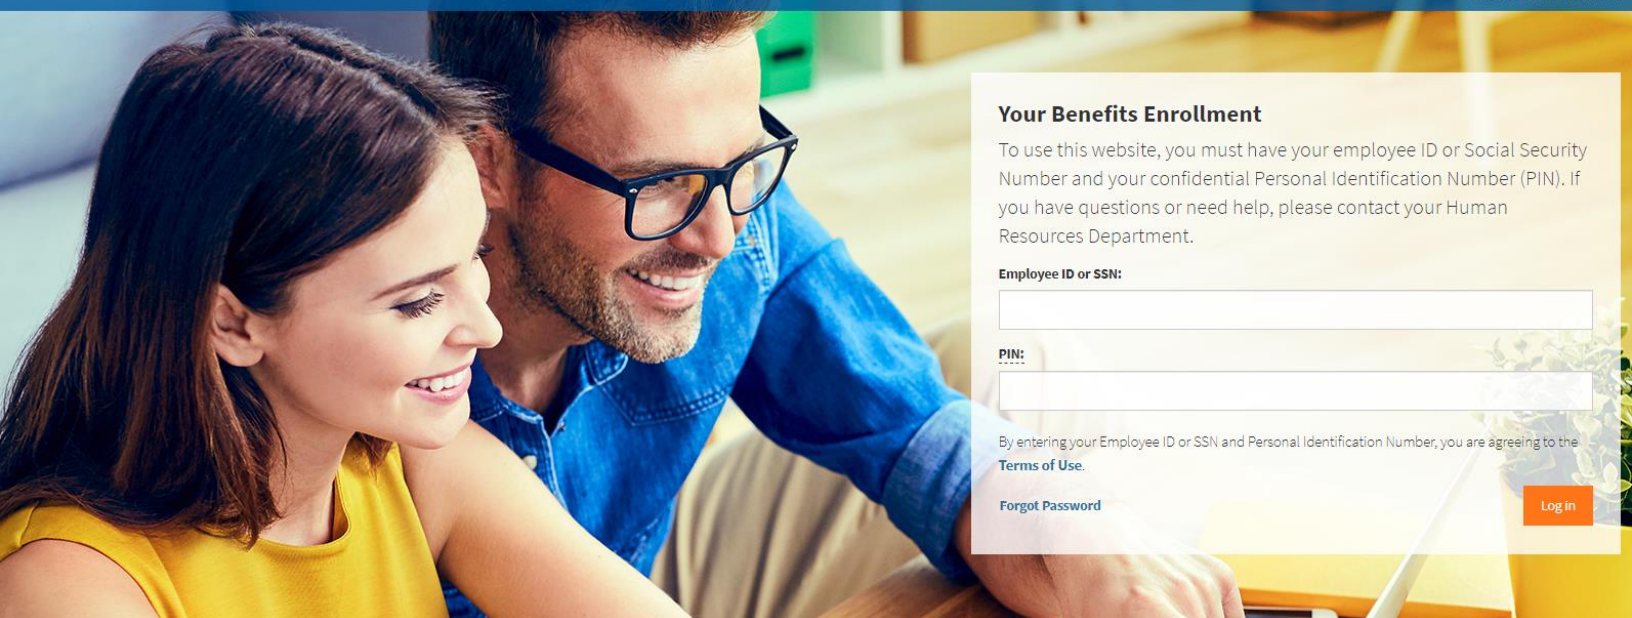 Your Benefits Enrollment
To use this website, you must have your employee ID or Social Security
Number and your confidential Personal Identification Number (PIN). If
you have questions or need help, please contact your Human
Resources Department.
Employee ID or SSN:
PIN:
By entering your Employee ID or SSN and Personal Identification Number, you are agreeing to the
Terms of Use.
Forgot Password
Log in